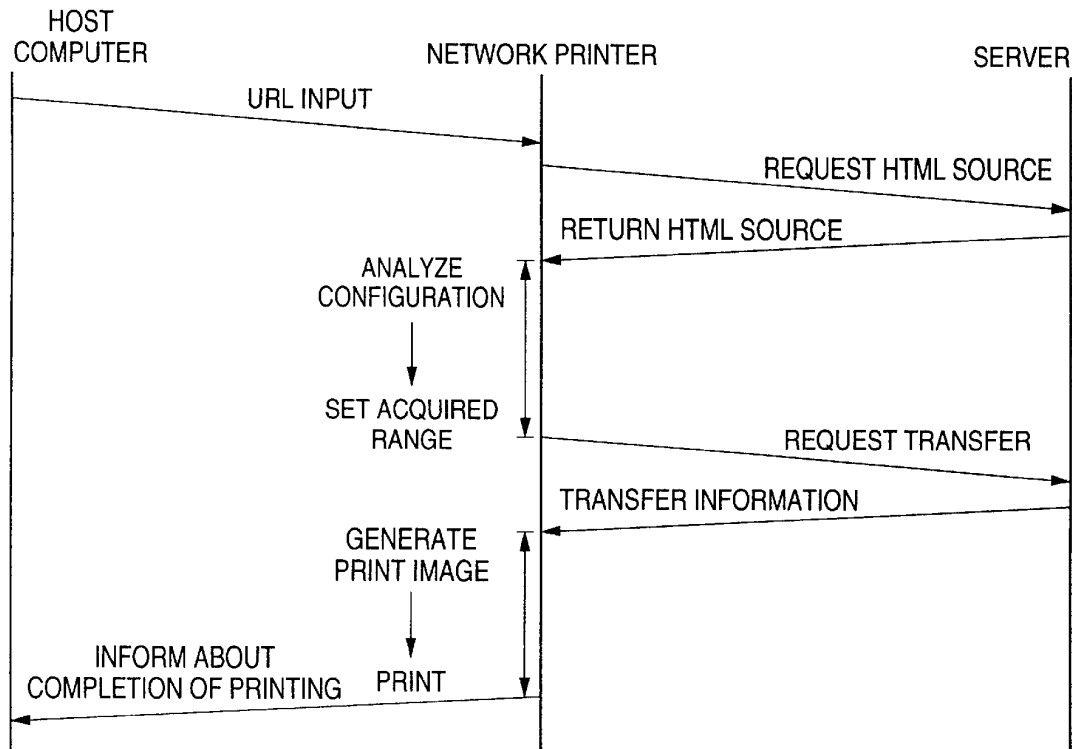 HOST
COMPUTER
NETWORK PRINTER
SERVER
URL INPUT
REQUEST HTML SOURCE
RETURN HTML SOURCE
ANALYZE
CONFIGURATION
SET ACQUIRED
RANGE
REQUEST TRANSFER
TRANSFER INFORMATION
GENERATE
PRINT IMAGE
PRINT
INFORM ABOUT
COMPLETION OF PRINTING